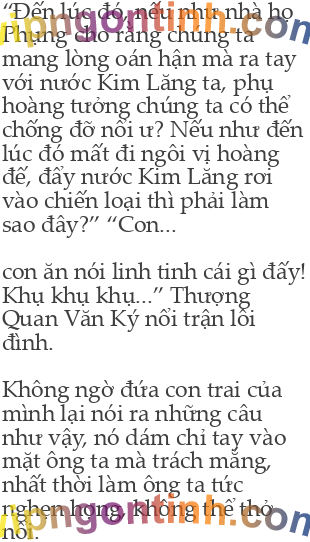 “Đến lúc đó, nếu như nhà họ
Phụng cho rằng chúng ta
mang lòng oán hận mà ra tay
với nước Kim Lăng ta, phụ
hoàng tưởng chúng ta có thể
chống đỡ nổi ư? Nếu như đến
lúc đó mất đi ngôi vị hoàng
đế, đẩy nước Kim Lăng rơi
vào chiến loại thì phải làm
sao đây?” “Con...
con ăn nói linh tinh cái gì đấy!
Khụ khụ khụ...” Thượng
Quan Văn Ký nổi trận lôi
đình.
Không ngờ đứa con trai của
mình lại nói ra những câu
như vậy, nó dám chỉ tay vào
mặt ông ta mà trách mắng,
nhất thời làm ông ta tức
nghẹn họng, không thể thở
nổi.
vipngontinh.com
vipngontinh.com